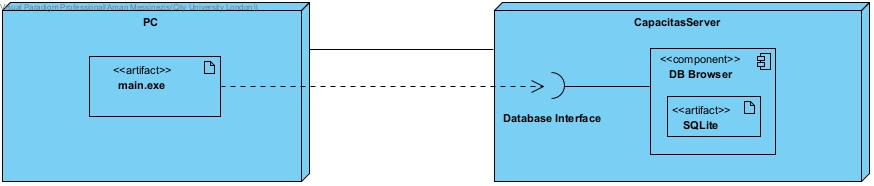 Visual Paradigm Professional(Aman Messinezis(City University London))
PC
CapacitasServer
<<artifact>>
main.exe
<<component>>
DB Browser
<<artifact>>
SQLite
Database Interface